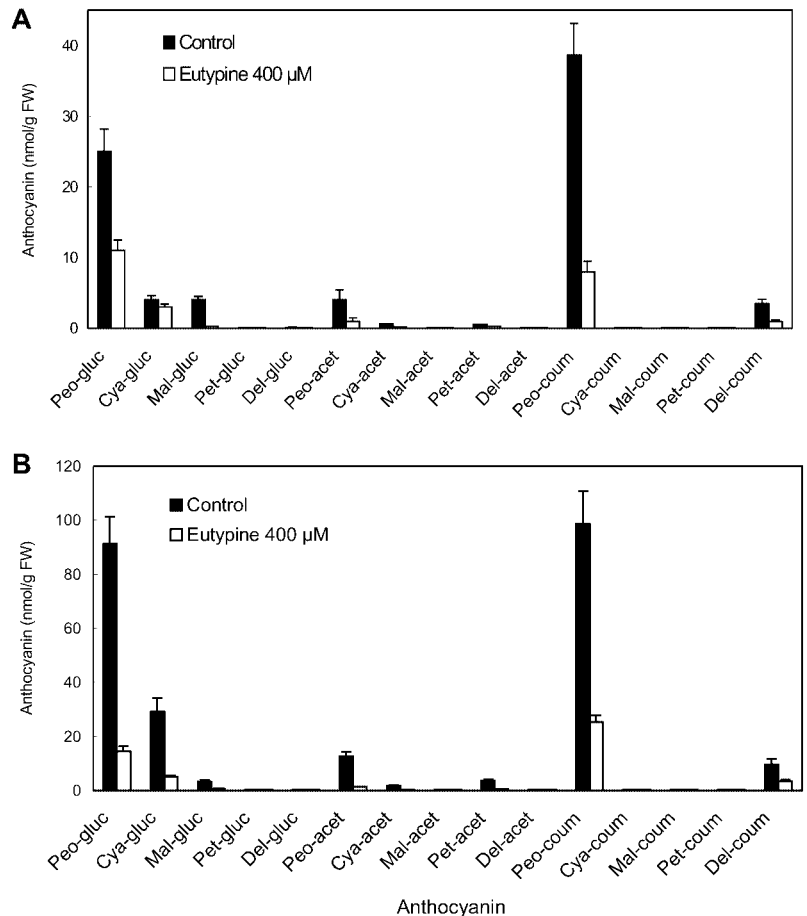 A
Control
Eutypine 400 µM
Anthocyanin (nmol/g FW)
40
30
20
10
0
Peo-gluc
Cya-gluc
Mal-gluc
Pet-gluc
Del-gluc
Peo-acet
Cya-acet
Mal-acet
Pet-acet
Del-acet
Peo-coum
Cya-coum
Mal-coum
Pet-coum
Del-coum
B
Control
Eutypine 400 µM
Anthocyanin (nmol/g FW)
120
100
80
60
40
20
0
Peo-gluc
Cya-gluc
Mal-gluc
Pet-gluc
Del-gluc
Peo-acet
Cya-acet
Mal-acet
Pet-acet
Del-acet
Peo-coum
Cya-coum
Mal-coum
Pet-coum
Del-coum
Anthocyanin